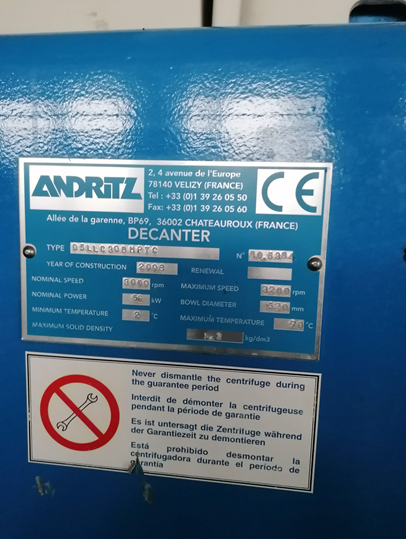 ANDRITZ
2, 4 avenue de l'Europe
78140 VELIZY (FRANCE)
Tel : +33 (0)1 39 26 05 50
Fax: +33 (0)1 39 26 05 60
CE
Allée de la garenne, BP69, 36002 CHATEAUROUX (FRANCE)
DECANTER
TYPE N°
YEAR OF CONSTRUCTION 2008 RENEWAL
NOMINAL SPEED 3000 rpm MAXIMUM SPEED 3200 rpm
NOMINAL POWER kW BOWL DIAMETER mm
MINIMUM TEMPERATURE °C MAXIMUM TEMPERATURE °C
MAXIMUM SOLID DENSITY kg/dm3
Never dismantle the centrifuge during
the guarantee period
Interdit de démonter la centrifugeuse
pendant la période de garantie
Es ist untersagt die Zentrifuge während
der Garantiezeit zu demontieren
Está prohibido desmontar la
centrifugadora durante el período de
garantia